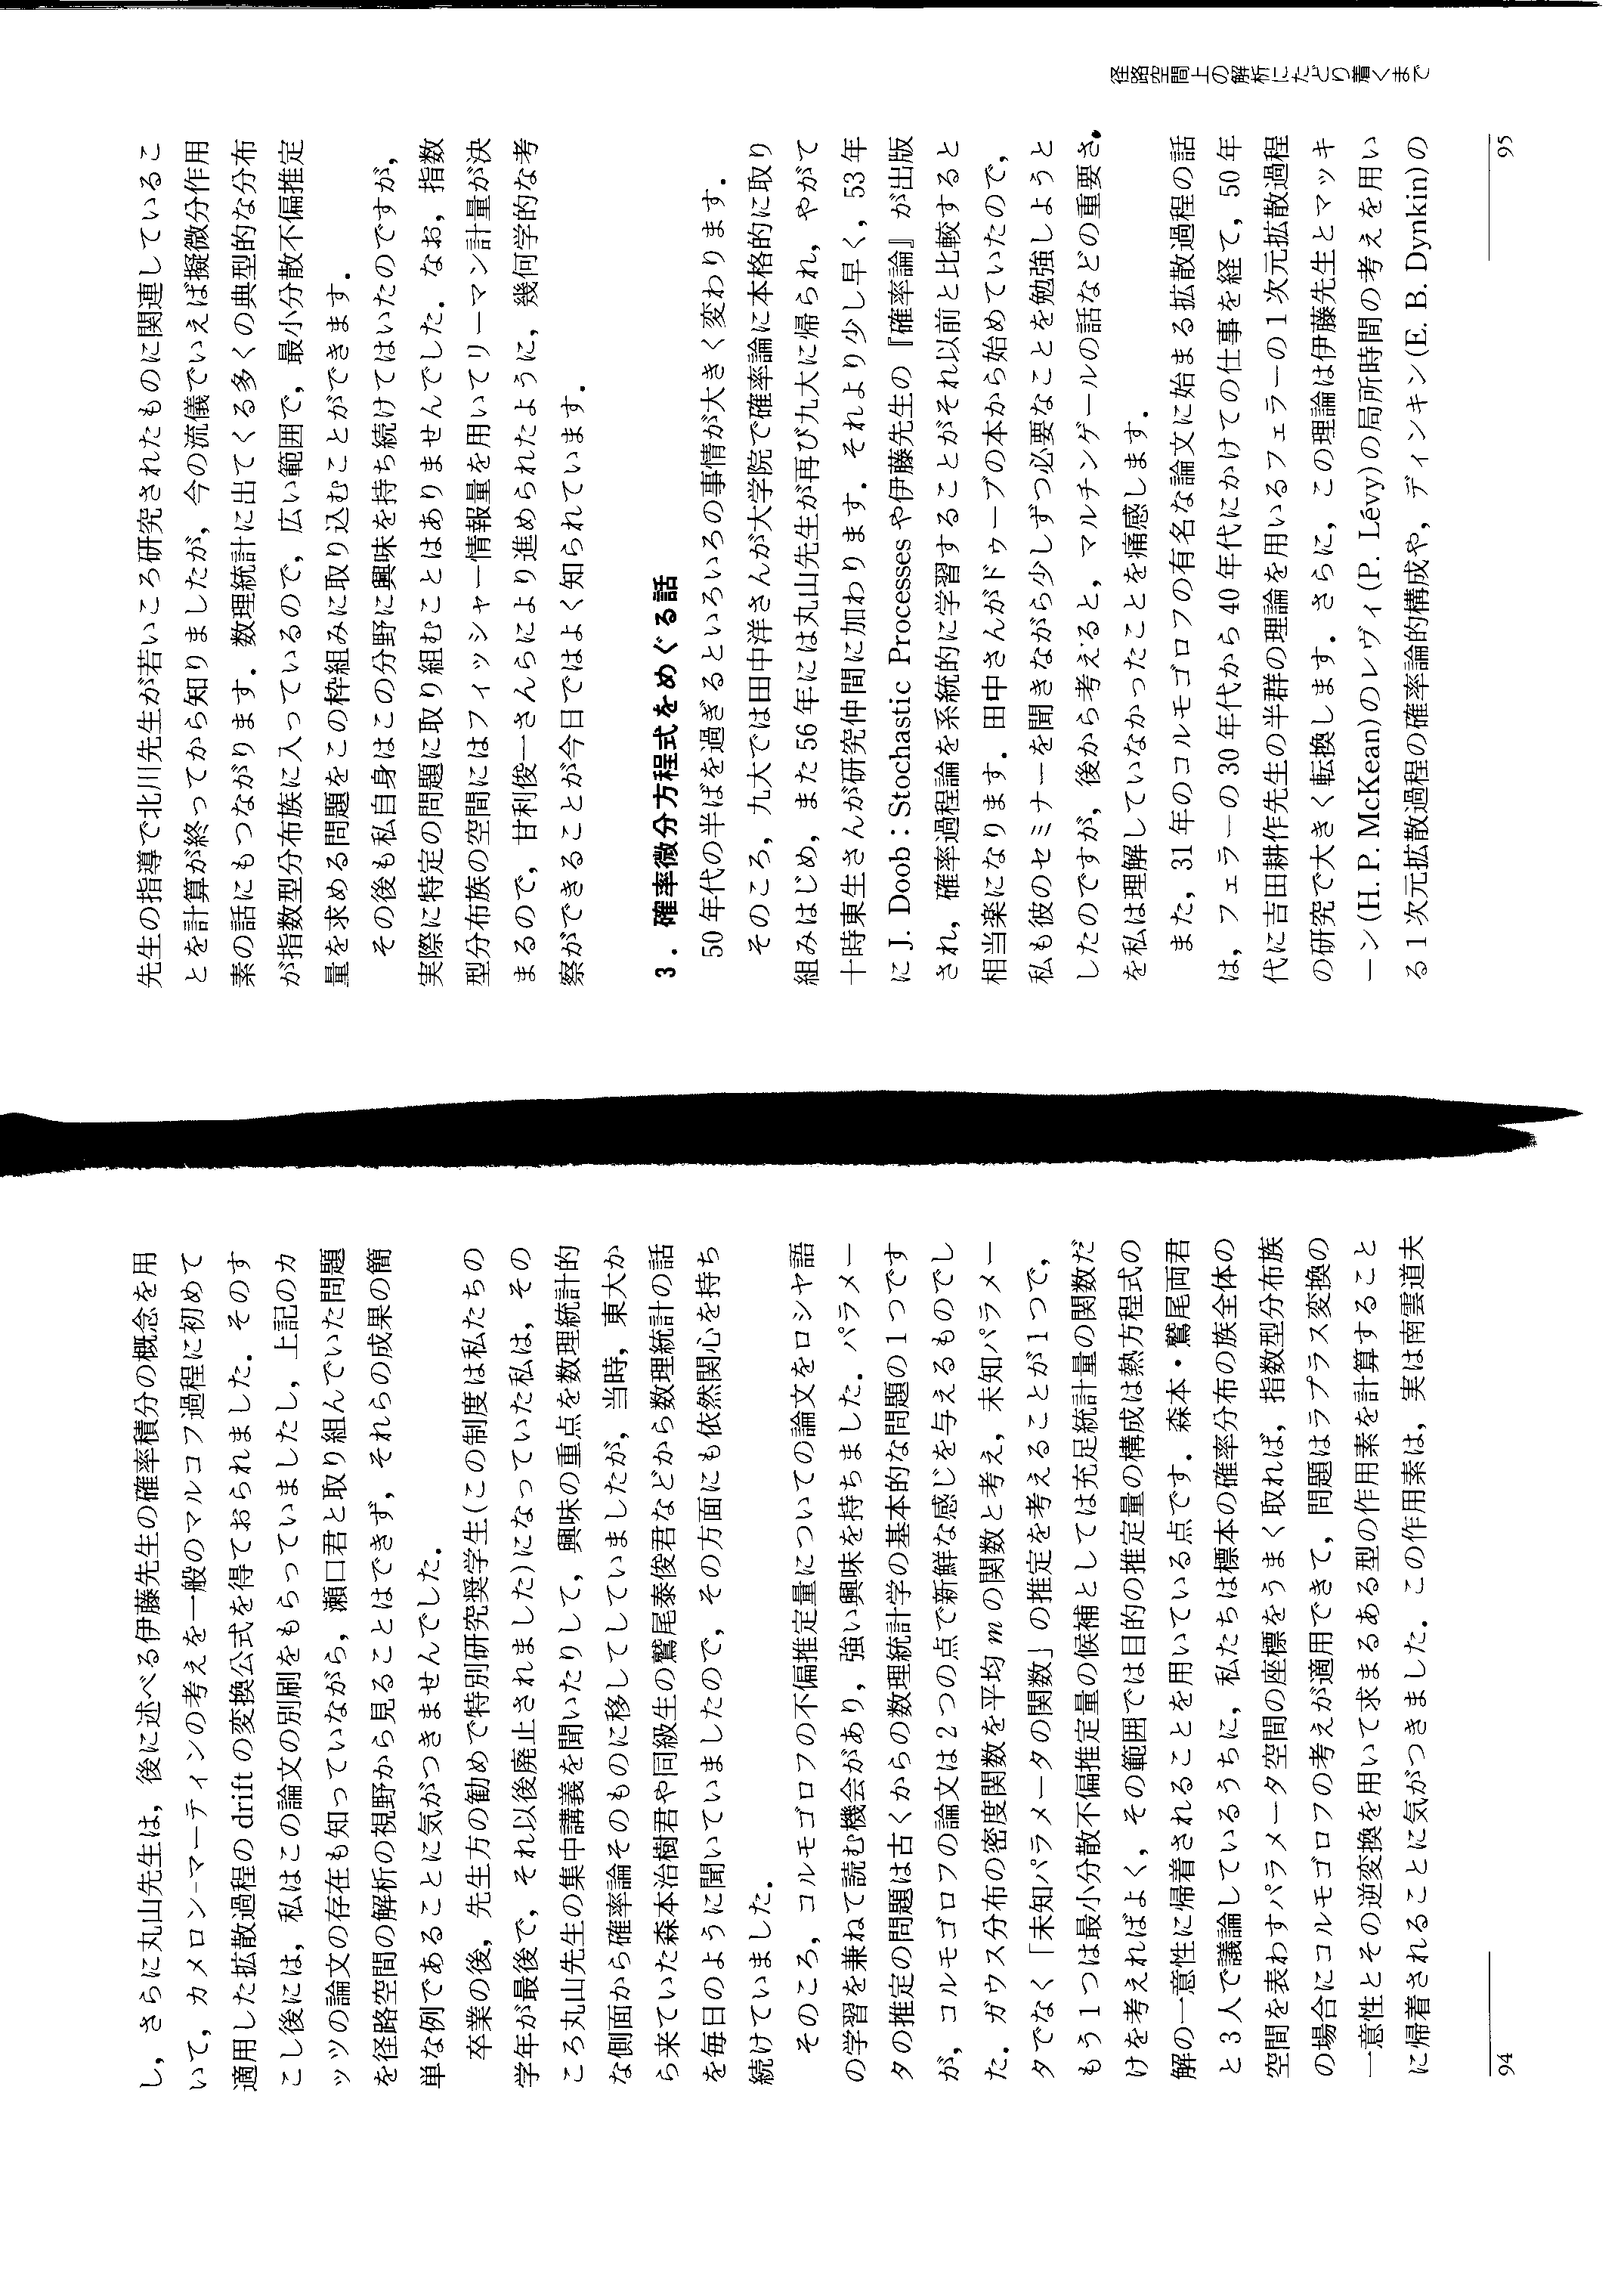 し，さらに丸山先生は，後に述べる伊藤先生の確率積分の概念を用
いて，カメロン-マーティンの考えを一般のマルコフ過程に初めて
適用した拡散過程の drift の変換公式を得ておられました．そのす
こし後には，私はこの論文の別刷をもらっていましたし，上記のカ
ッツの論文の存在も知っていながら，瀬口君と取り組んでいた問題
を径路空間の解析の視野から見ることはできず，それらの成果の簡
単な例であることに気がつきませんでした．
卒業の後，先生方の勧めで特別研究奨学生(この制度は私たちの
学年が最後で，それ以後廃止されました)になっていた私は，その
ころ丸山先生の集中講義を聞いたりして，興味の重点を数理統計的
な側面から確率論そのものに移してしていましたが，当時，東大か
ら来ていた森本治樹君や同級生の鷲尾泰俊君などから数理統計の話
を毎日のように聞いていましたので，その方面にも依然関心を持ち
続けていました．
そのころ，コルモゴロフの不偏推定量についての論文をロシヤ語
の学習を兼ねて読む機会があり，強い興味を持ちました．パラメー
タの推定の問題は古くからの数理統計学の基本的な問題の1つです
が，コルモゴロフの論文は2つの点で新鮮な感じを与えるものでし
た．ガウス分布の密度関数を平均 m の関数と考え，未知パラメー
タでなく「未知パラメータの関数」の推定を考えることが1つで，
もう1つは最小分散不偏推定量の候補としては充足統計量の関数だ
けを考えればよく，その範囲では目的の推定量の構成は熱方程式の
解の一意性に帰着されることを用いている点です．森本・鷲尾両君
と3人で議論しているうちに，私たちは標本の確率分布の族全体の
空間を表わすパラメータ空間の座標をうまく取れば，指数型分布族
の場合にコルモゴロフの考えが適用できて，問題はラプラス変換の
一意性とその逆変換を用いて求まるある型の作用素を計算すること
に帰着されることに気がつきました．この作用素は，実は南雲道夫
94
径路空間上の解析にたどり着くまで
先生の指導で北川先生が若いころ研究されたものに関連しているこ
とを計算が終ってから知りましたが，今の流儀でいえば擬微分作用
素の話にもつながります．数理統計に出てくる多くの典型的な分布
が指数型分布族に入っているので，広い範囲で，最小分散不偏推定
量を求める問題をこの枠組みに取り込むことができます．
その後も私自身はこの分野に興味を持ち続けてはいたのですが，
実際に特定の問題に取り組むことはありませんでした．なお，指数
型分布族の空間にはフィッシャー情報量を用いてリーマン計量が決
まるので，甘利俊一さんらにより進められたように，幾何学的な考
察ができることが今日ではよく知られています．
3．確率微分方程式をめぐる話
50年代の半ばを過ぎるといろいろの事情が大きく変わります．
そのころ，九大では田中洋さんが大学院で確率論に本格的に取り
組みはじめ，また56年には丸山先生が再び九大に帰られ，やがて
十時東生さんが研究仲間に加わります．それより少し早く，53年
に J. Doob：Stochastic Processes や伊藤先生の『確率論』が出版
され，確率過程論を系統的に学習することがそれ以前と比較すると
相当楽になります．田中さんがドゥーブの本から始めていたので，
私も彼のセミナーを聞きながら少しずつ必要なことを勉強しようと
したのですが，後から考えると，マルチンゲールの話などの重要さ
を私は理解していなかったことを痛感します．
また，31年のコルモゴロフの有名な論文に始まる拡散過程の話
は，フェラーの30年代から40年代にかけての仕事を経て，50年
代に吉田耕作先生の半群の理論を用いるフェラーの1次元拡散過程
の研究で大きく転換します．さらに，この理論は伊藤先生とマッキ
ーン(H. P. McKean)のレヴィ(P. Lévy)の局所時間の考えを用い
る1次元拡散過程の確率論的構成や，ディンキン(E. B. Dynkin)の
95